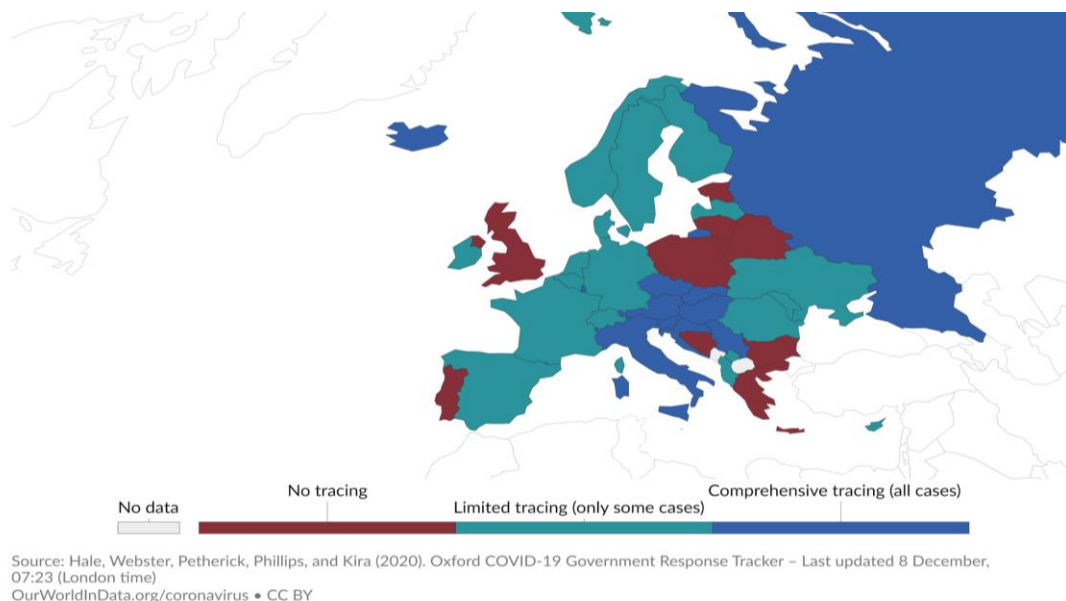 No data
No tracing
Limited tracing (only some cases)
Comprehensive tracing (all cases)
Source: Hale, Webster, Petherick, Phillips, and Kira (2020). Oxford COVID-19 Government Response Tracker – Last updated 8 December,
07:23 (London time)
OurWorldInData.org/coronavirus • CC BY